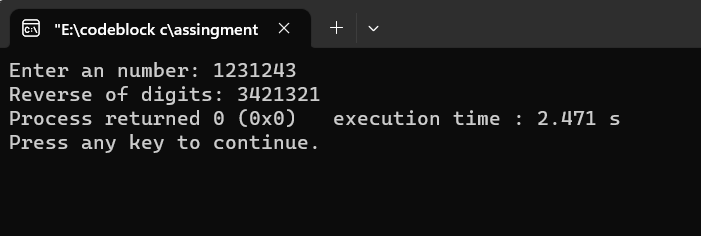 "E:\codeblock c\assingment
Enter an number: 1231243
Reverse of digits: 3421321
Process returned 0 (0x0)   execution time : 2.471 s
Press any key to continue.